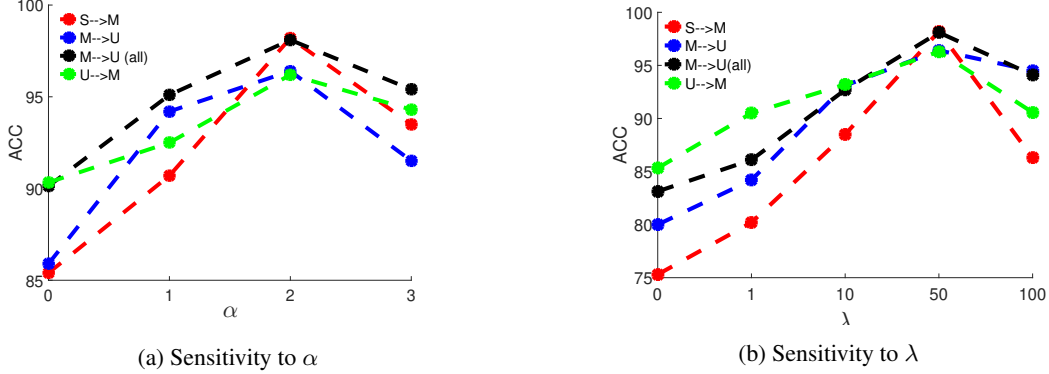 100
95
90
85
ACC
S-->M
M-->U
M-->U (all)
U-->M
0 1 2 3
α
(a) Sensitivity to α
100
95
90
85
80
75
ACC
S-->M
M-->U
M-->U(all)
U-->M
0 1 10 50 100
λ
(b) Sensitivity to λ